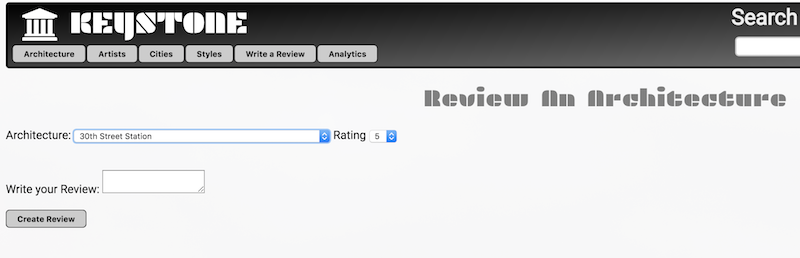 KEYSTONE
Search
Architecture Artists Cities Styles Write a Review Analytics
Review An Architecture
Architecture: 30th Street Station Rating 5
Write your Review:
Create Review